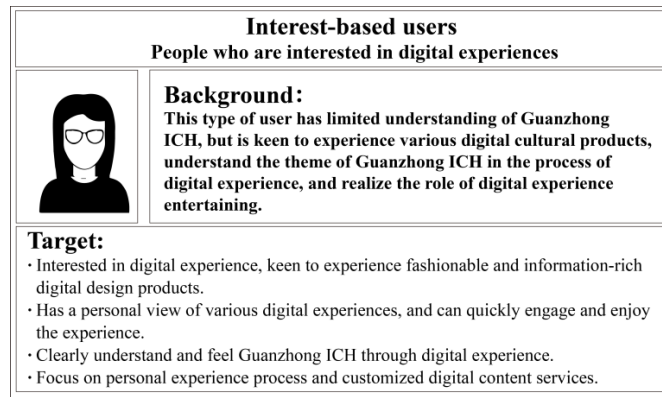 Interest-based users
People who are interested in digital experiences
Background:
This type of user has limited understanding of Guanzhong
ICH, but is keen to experience various digital cultural products,
understand the theme of Guanzhong ICH in the process of
digital experience, and realize the role of digital experience
entertaining.
Target:
· Interested in digital experience, keen to experience fashionable and information-rich
digital design products.
· Has a personal view of various digital experiences, and can quickly engage and enjoy
the experience.
· Clearly understand and feel Guanzhong ICH through digital experience.
· Focus on personal experience process and customized digital content services.